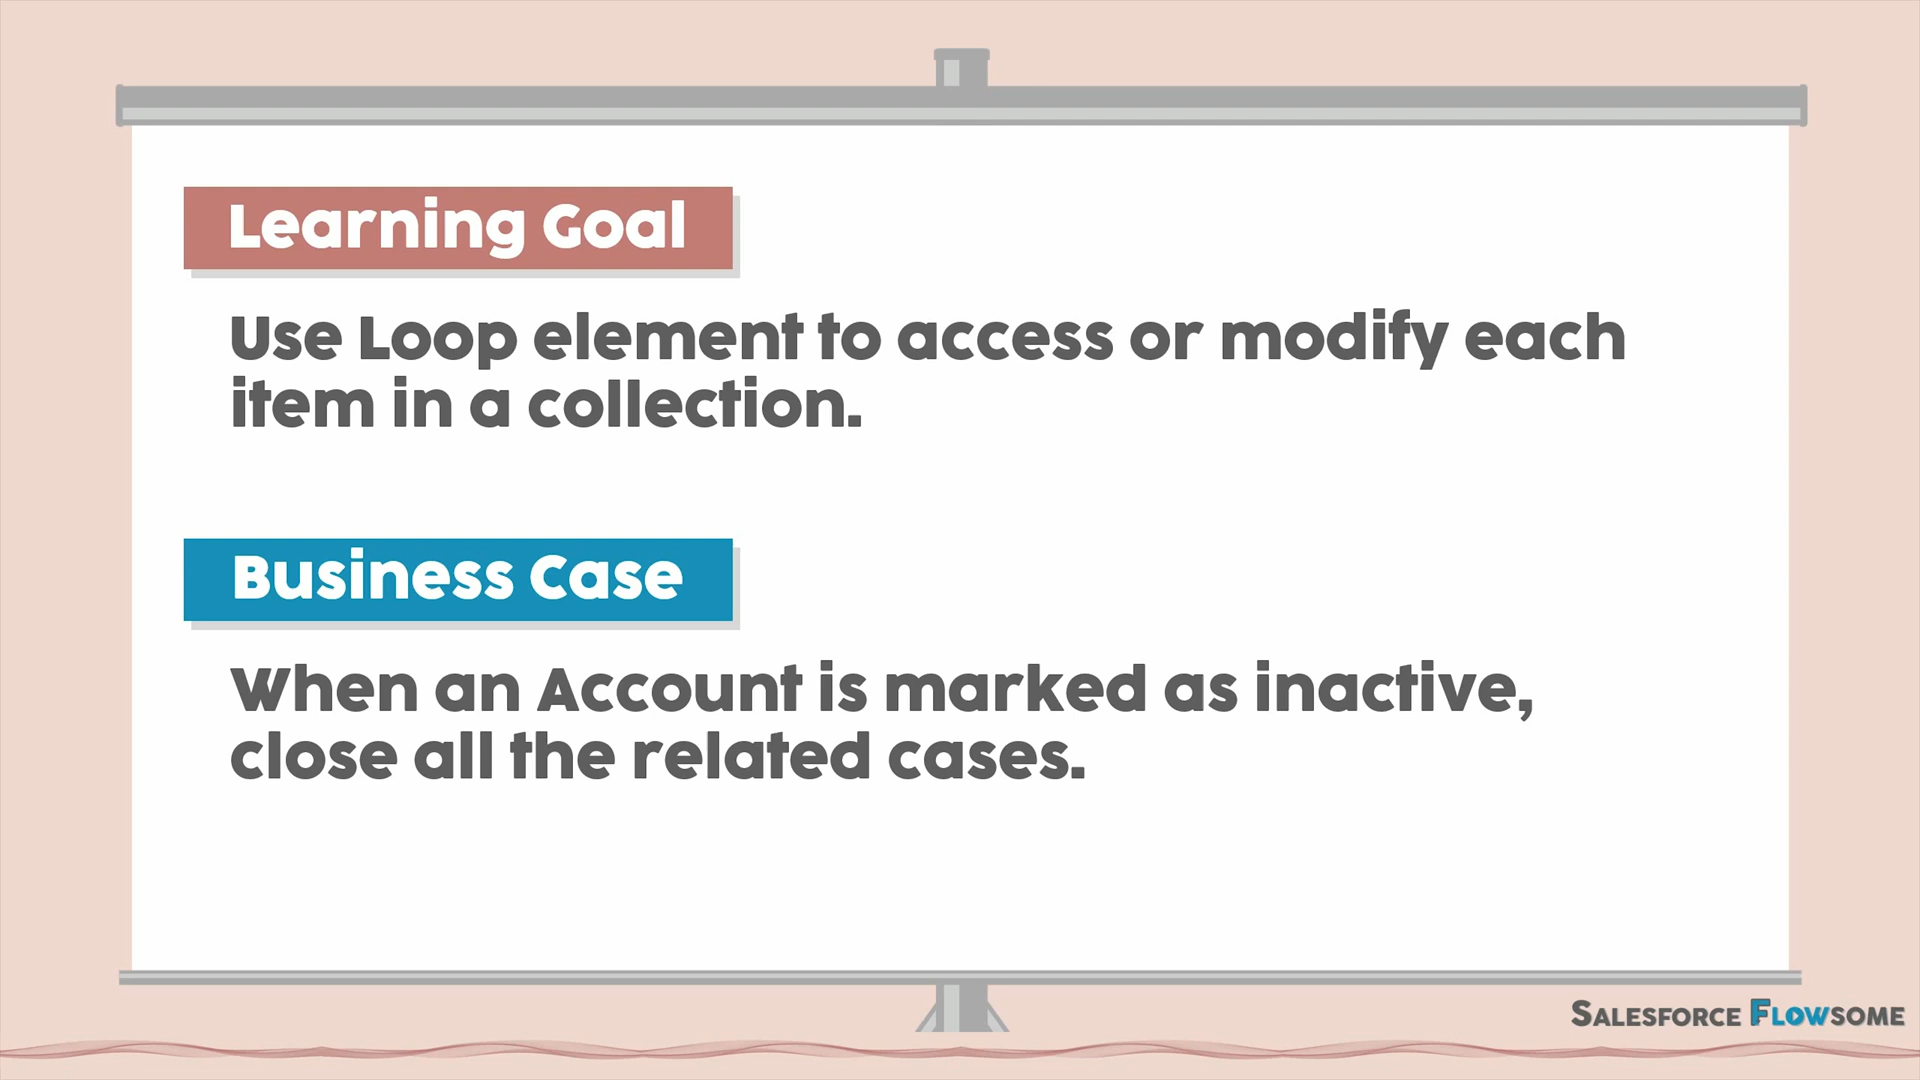 Learning Goal
Use Loop element to access or modify each
item in a collection.
Business Case
When an Account is marked as inactive,
close all the related cases.
SALESFORCE FLOWSOME